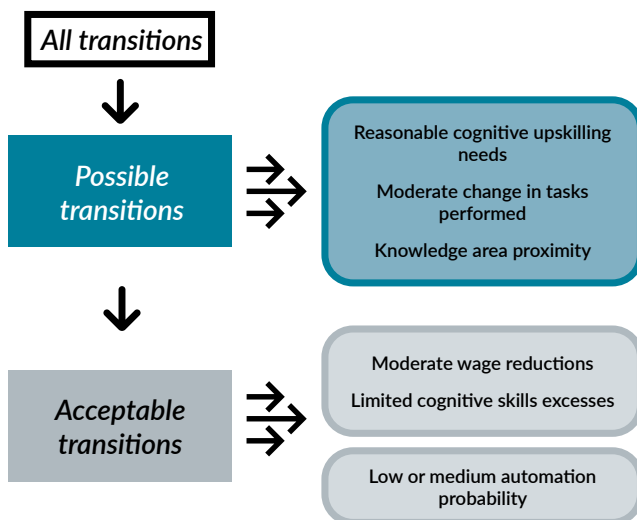 All transitions
Possible
transitions
Reasonable cognitive upskilling
needs
Moderate change in tasks
performed
Knowledge area proximity
Acceptable
transitions
Moderate wage reductions
Limited cognitive skills excesses
Low or medium automation
probability